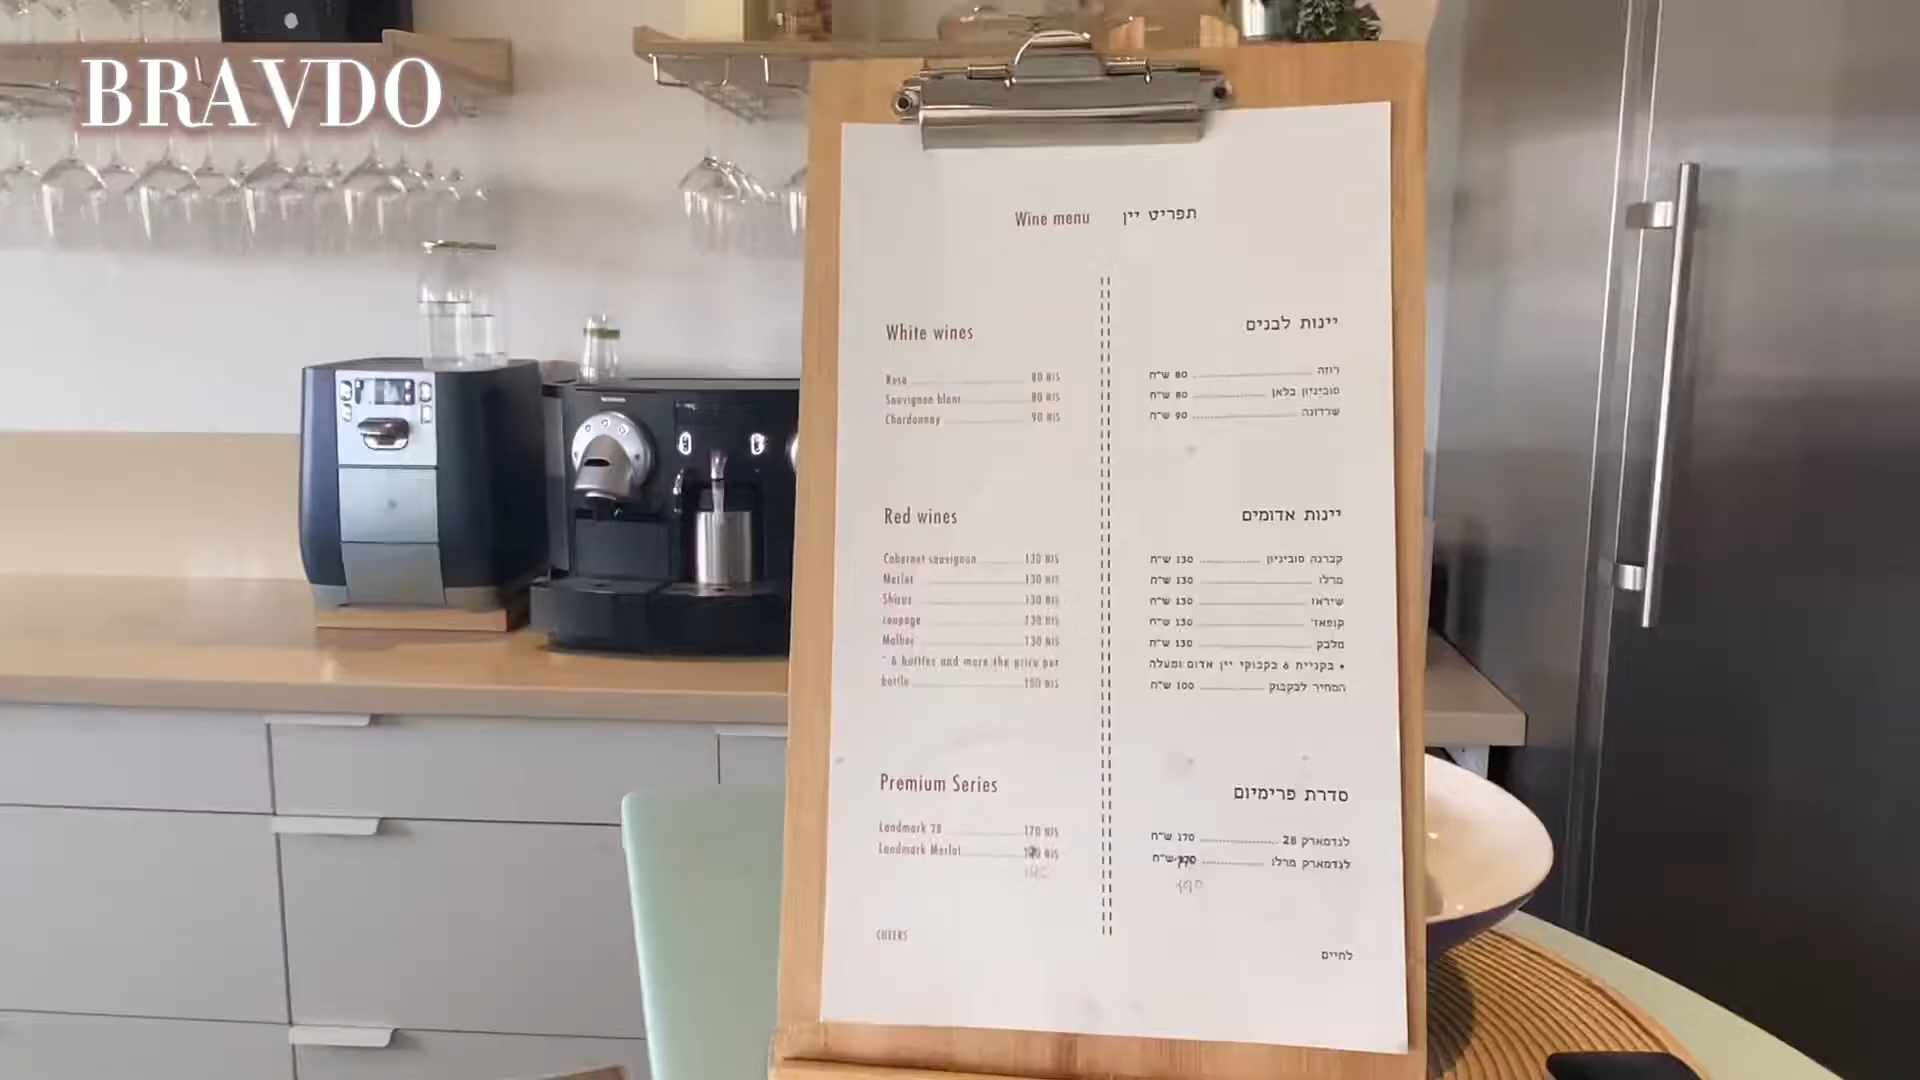 BRAVDO
Wine menu תפריט יין
White wines
Rose 80 NIS
Sauvignon blanc 80 NIS
Chardonnay 90 NIS
Red wines
Cabernet sauvignon 130 NIS
Merlot 130 NIS
Shiraz 130 NIS
coupage 130 NIS
Malbec 130 NIS
* 6 bottles and more the price per
bottle 100 NIS
Premium Series
Landmark 28 170 NIS
Landmark Merlot NIS
CHEERS
יינות לבנים
רוזה 80 ש"ח
סוביניון בלאן 80 ש"ח
שרדונה 90 ש"ח
יינות אדומים
קברנה סוביניון 130 ש"ח
מרלו 130 ש"ח
שיראז 130 ש"ח
קופאז' 130 ש"ח
מלבק 130 ש"ח
* בקניית 6 בקבוקי יין אדום ומעלה
המחיר לבקבוק 100 ש"ח
סדרת פרימיום
לנדמארק 28 170 ש"ח
לנדמארק מרלו ש"ח
לחיים